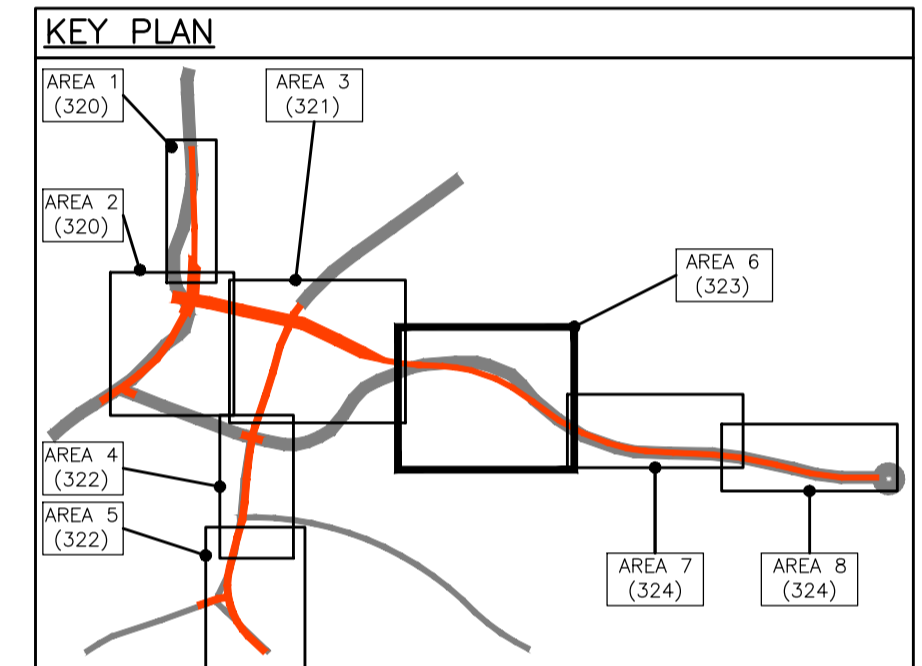 KEY PLAN
AREA 1
(320)
AREA 3
(321)
AREA 2
(320)
AREA 6
(323)
AREA 4
(322)
AREA 5
(322)
AREA 7
(324)
AREA 8
(324)